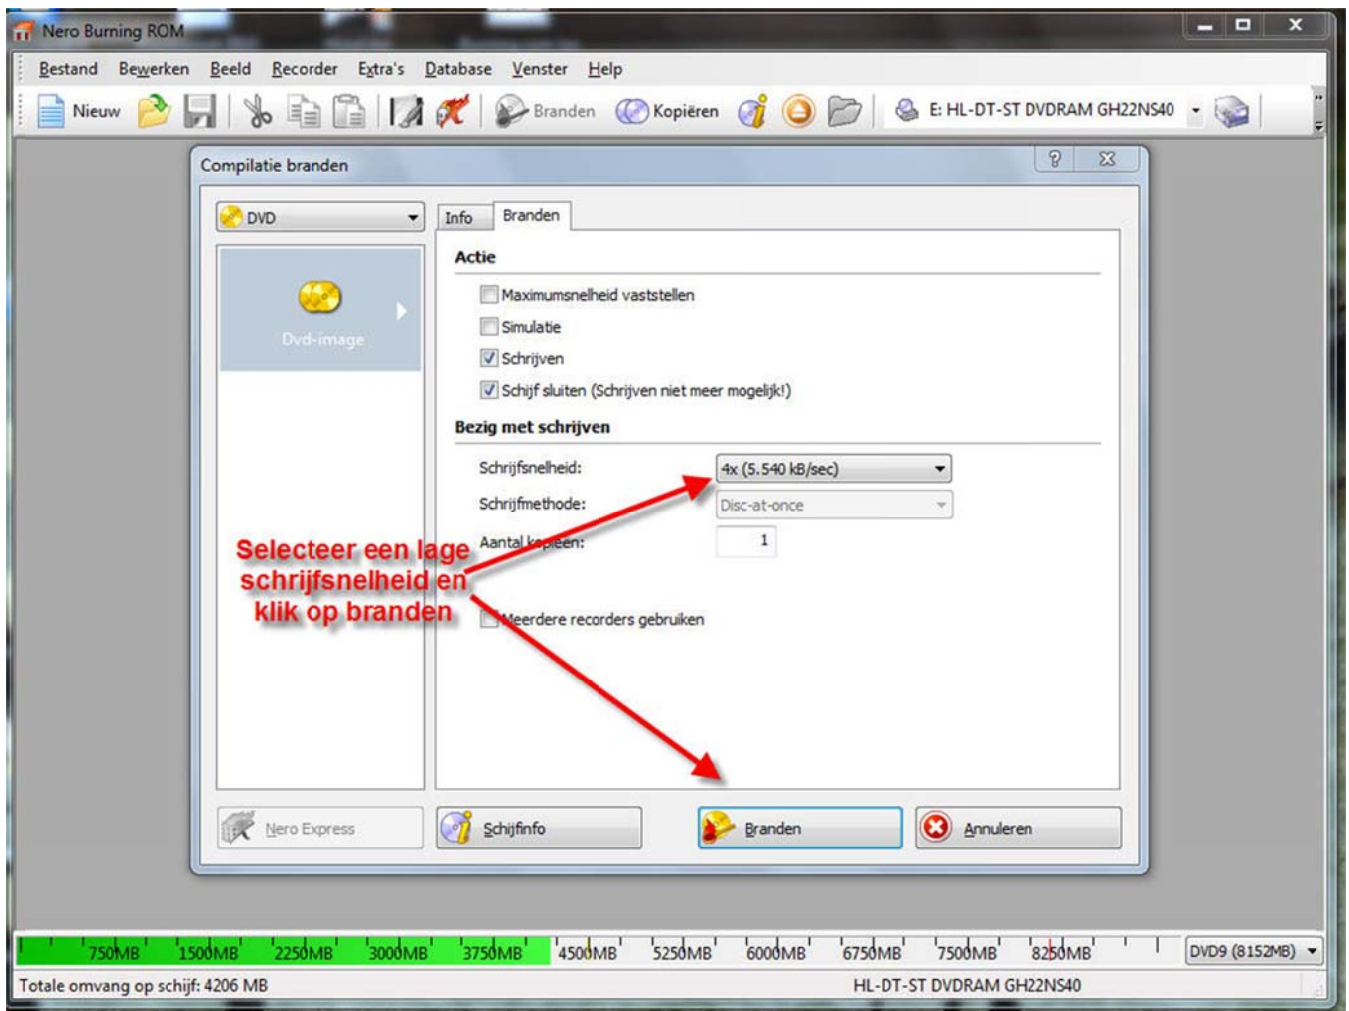 Nero Burning ROM
Bestand Bewerken Beeld Recorder Extra's Database Venster Help
Nieuw Branden Kopiëren E: HL-DT-ST DVDRAM GH22NS40
Compilatie branden
DVD
Info Branden
Dvd-image
Actie
Maximumsnelheid vaststellen
Simulatie
Schrijven
Schijf sluiten (Schrijven niet meer mogelijk!)
Bezig met schrijven
Schrijfsnelheid: 4x (5.540 kB/sec)
Schrijfmethode: Disc-at-once
Aantal kopieën: 1
Selecteer een lage
schrijfsnelheid en
klik op branden
Meerdere recorders gebruiken
Nero Express Schijfinfo Branden Annuleren
750MB 1500MB 2250MB 3000MB 3750MB 4500MB 5250MB 6000MB 6750MB 7500MB 8250MB DVD9 (8152MB)
Totale omvang op schijf: 4206 MB HL-DT-ST DVDRAM GH22NS40